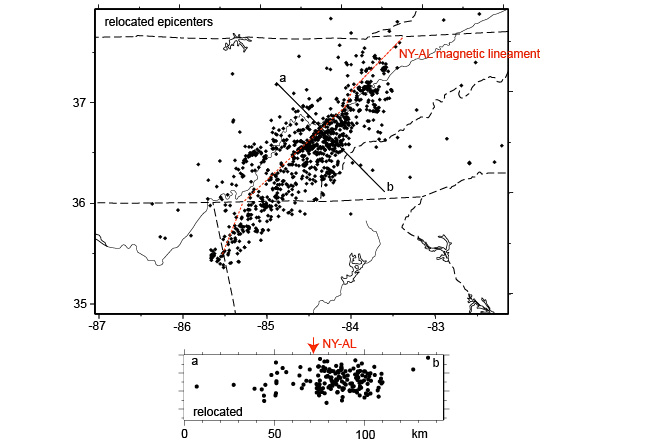 relocated epicenters
NY-AL magnetic lineament
a
37
b
36
35
-87
-86
-85
-84
-83
NY-AL
a
b
relocated
0
50
100
km